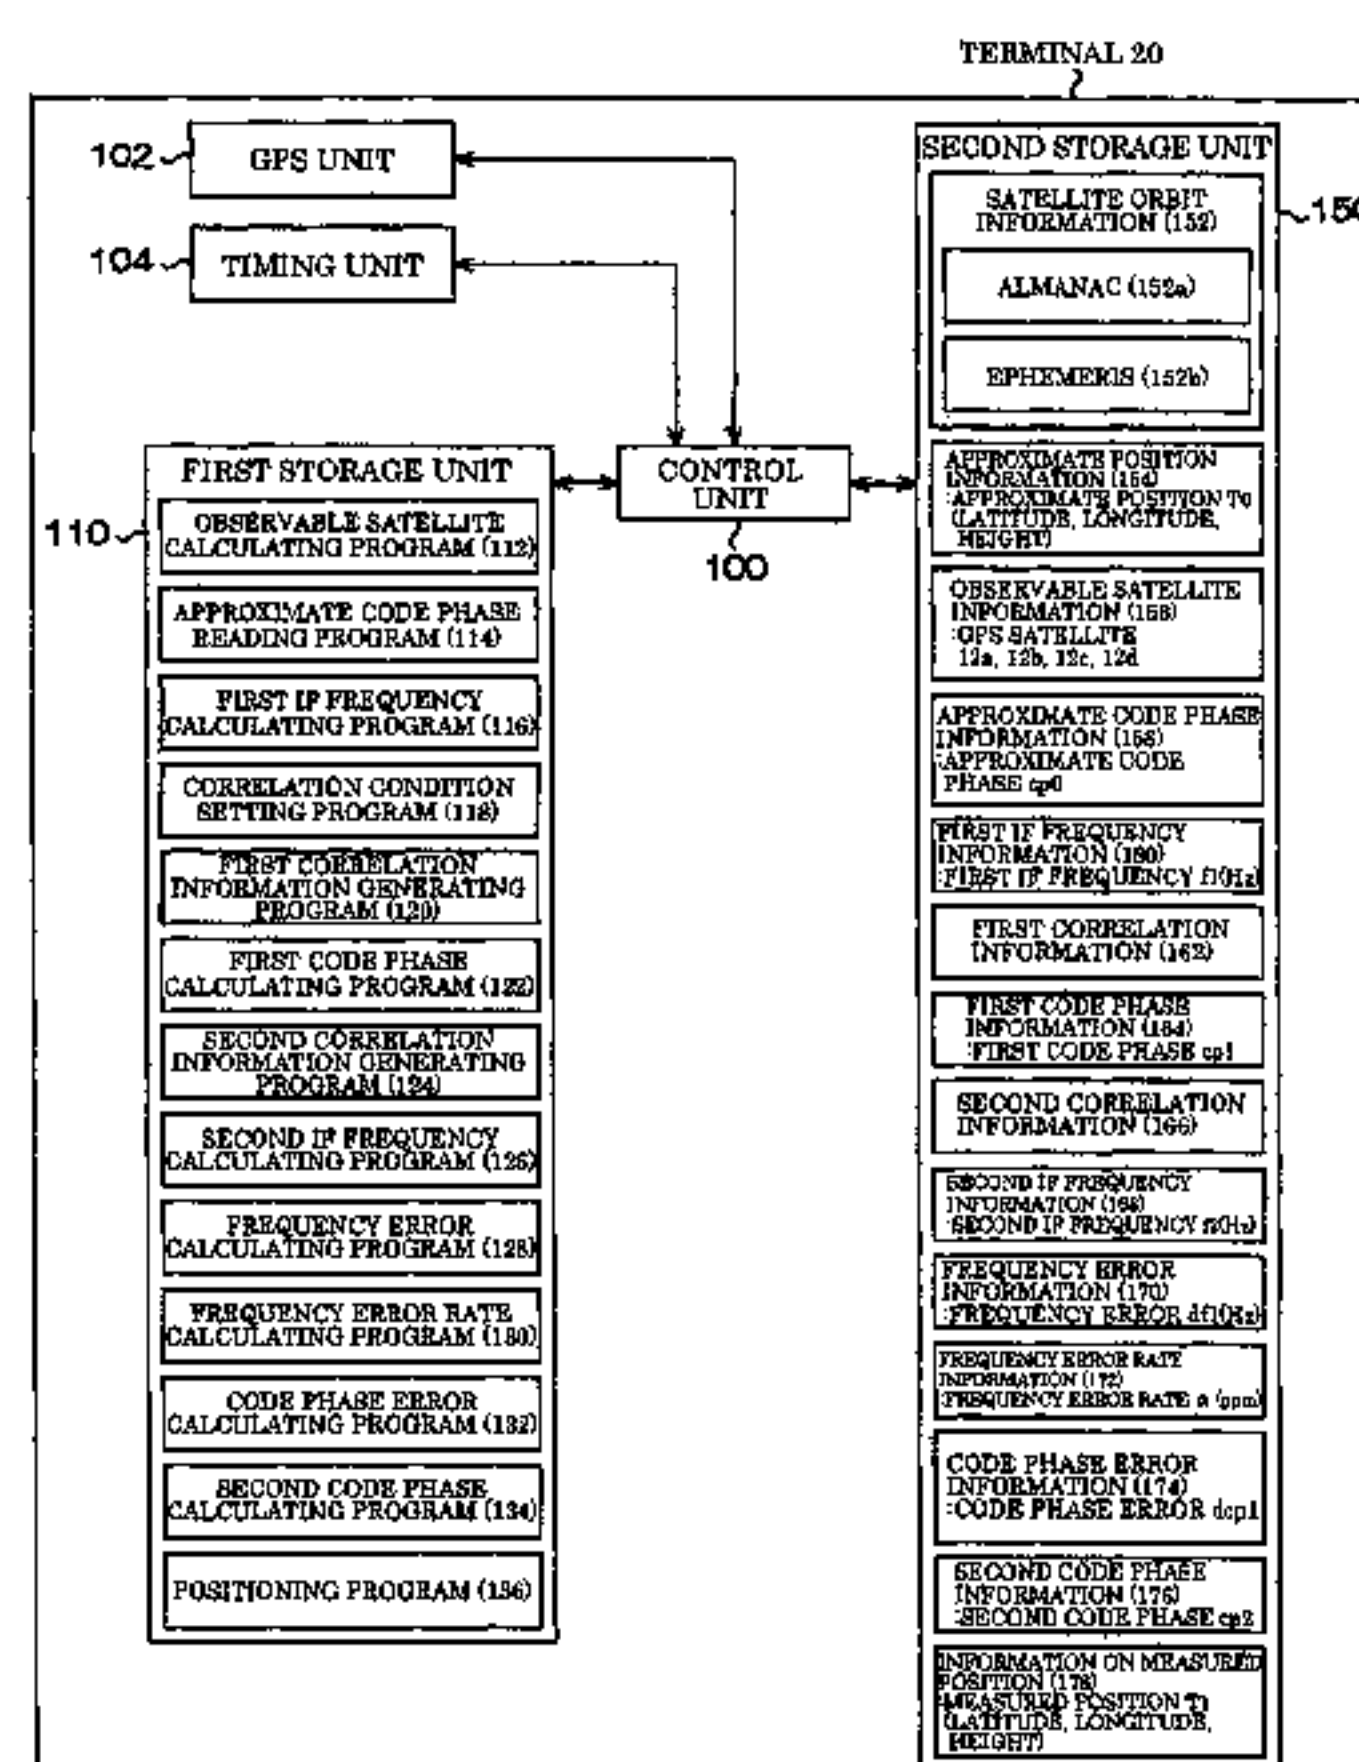 TERMINAL 20
102
GPS UNIT
104
TIMING UNIT
FIRST STORAGE UNIT
110
OBSERVABLE SATELLITE
CALCULATING PROGRAM (112)
APPROXIMATE CODE PHASE
READING PROGRAM (114)
FIRST IF FREQUENCY
CALCULATING PROGRAM (116)
CORRELATION CONDITION
SETTING PROGRAM (118)
FIRST CORRELATION
INFORMATION GENERATING
PROGRAM (120)
FIRST CODE PHASE
CALCULATING PROGRAM (122)
SECOND CORRELATION
INFORMATION GENERATING
PROGRAM (124)
SECOND IF FREQUENCY
CALCULATING PROGRAM (126)
FREQUENCY ERROR
CALCULATING PROGRAM (128)
FREQUENCY ERROR RATE
CALCULATING PROGRAM (130)
CODE PHASE ERROR
CALCULATING PROGRAM (132)
SECOND CODE PHASE
CALCULATING PROGRAM (134)
POSITIONING PROGRAM (136)
CONTROL
UNIT
100
SECOND STORAGE UNIT
150
SATELLITE ORBIT
INFORMATION (152)
ALMANAC (152a)
EPHEMERIS (152b)
APPROXIMATE POSITION
INFORMATION (154)
:APPROXIMATE POSITION T0
(LATITUDE, LONGITUDE,
HEIGHT)
OBSERVABLE SATELLITE
INFORMATION (156)
:GPS SATELLITE
12a, 12b, 12c, 12d
APPROXIMATE CODE PHASE
INFORMATION (158)
:APPROXIMATE CODE
PHASE cp0
FIRST IF FREQUENCY
INFORMATION (160)
:FIRST IF FREQUENCY f1(Hz)
FIRST CORRELATION
INFORMATION (162)
FIRST CODE PHASE
INFORMATION (164)
:FIRST CODE PHASE cp1
SECOND CORRELATION
INFORMATION (166)
SECOND IF FREQUENCY
INFORMATION (168)
:SECOND IF FREQUENCY f2(Hz)
FREQUENCY ERROR
INFORMATION (170)
:FREQUENCY ERROR df1(Hz)
FREQUENCY ERROR RATE
INFORMATION (172)
:FREQUENCY ERROR RATE α (ppm)
CODE PHASE ERROR
INFORMATION (174)
:CODE PHASE ERROR dcp1
SECOND CODE PHASE
INFORMATION (176)
:SECOND CODE PHASE cp2
INFORMATION ON MEASURED
POSITION (178)
:MEASURED POSITION T1
(LATITUDE, LONGITUDE,
HEIGHT)